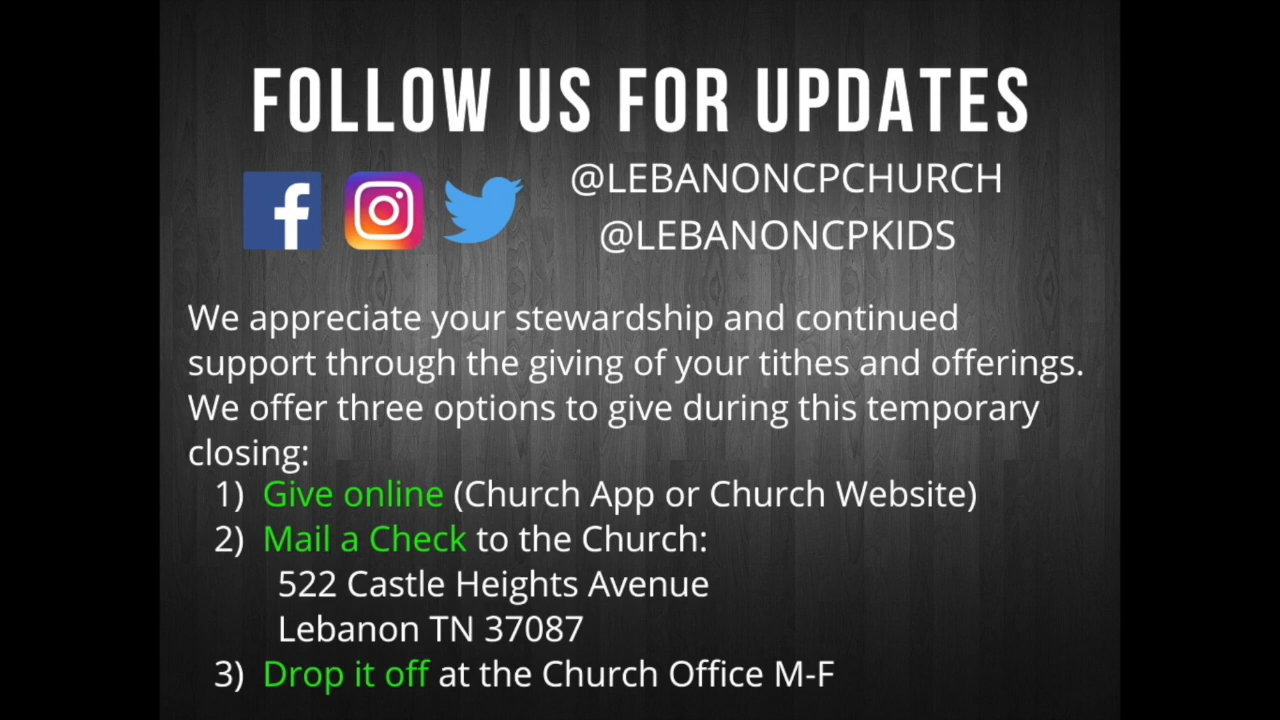 FOLLOW US FOR UPDATES
@LEBANONCPCHURCH
@LEBANONCPKIDS
We appreciate your stewardship and continued
support through the giving of your tithes and offerings.
We offer three options to give during this temporary
closing:
1) Give online (Church App or Church Website)
2) Mail a Check to the Church:
522 Castle Heights Avenue
Lebanon TN 37087
3) Drop it off at the Church Office M-F